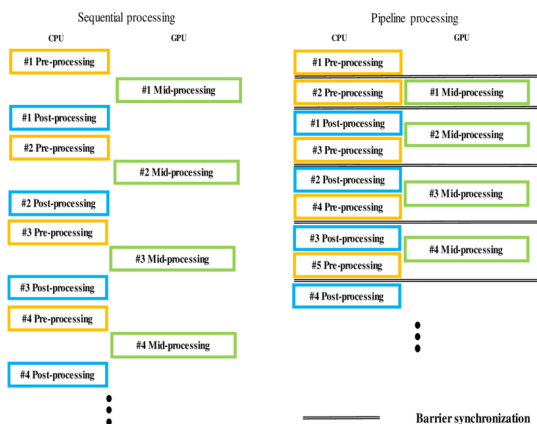 Sequential processing
CPU
GPU
#1 Pre-processing
#1 Mid-processing
#1 Post-processing
#2 Pre-processing
#2 Mid-processing
#2 Post-processing
#3 Pre-processing
#3 Mid-processing
#3 Post-processing
#4 Pre-processing
#4 Mid-processing
#4 Post-processing
Pipeline processing
CPU
GPU
#1 Pre-processing
#2 Pre-processing
#1 Mid-processing
#1 Post-processing
#2 Mid-processing
#3 Pre-processing
#2 Post-processing
#3 Mid-processing
#4 Pre-processing
#3 Post-processing
#4 Mid-processing
#5 Pre-processing
#4 Post-processing
Barrier synchronization